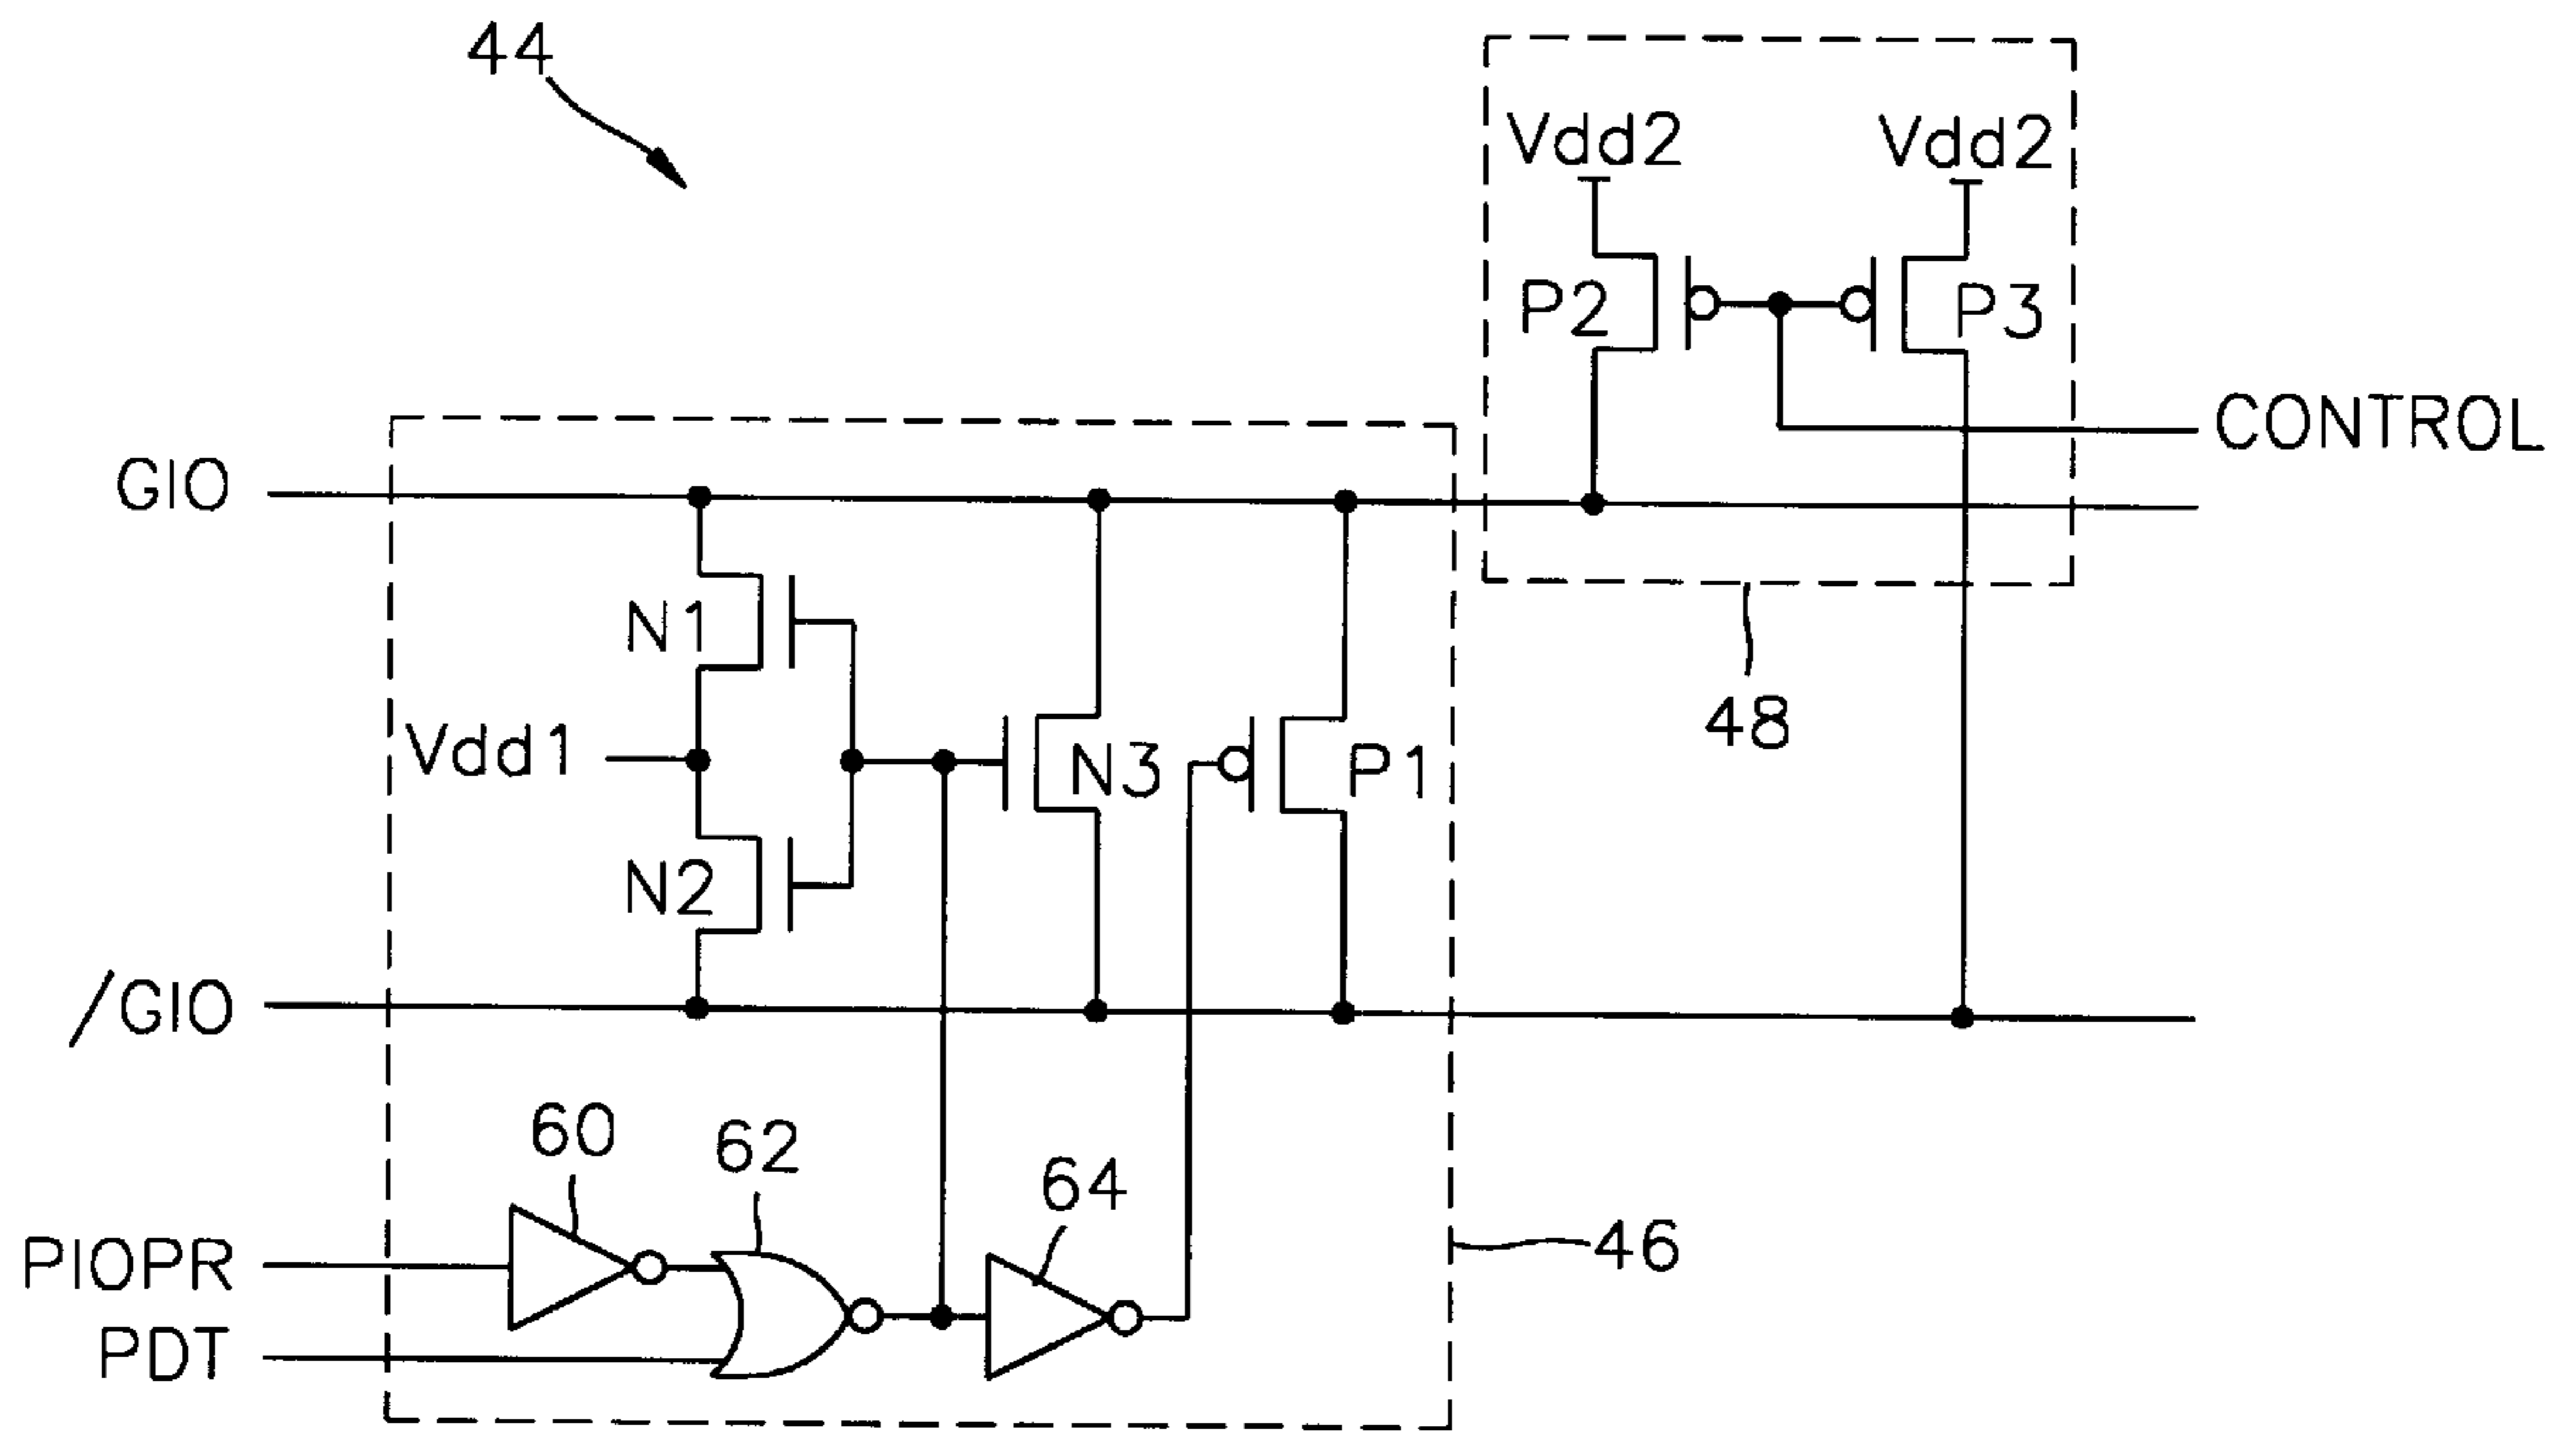 44
Vdd2
Vdd2
P2
P3
CONTROL
GIO
N1
48
Vdd1
N3
P1
N2
/GIO
60
62
64
46
PIOPR
PDT